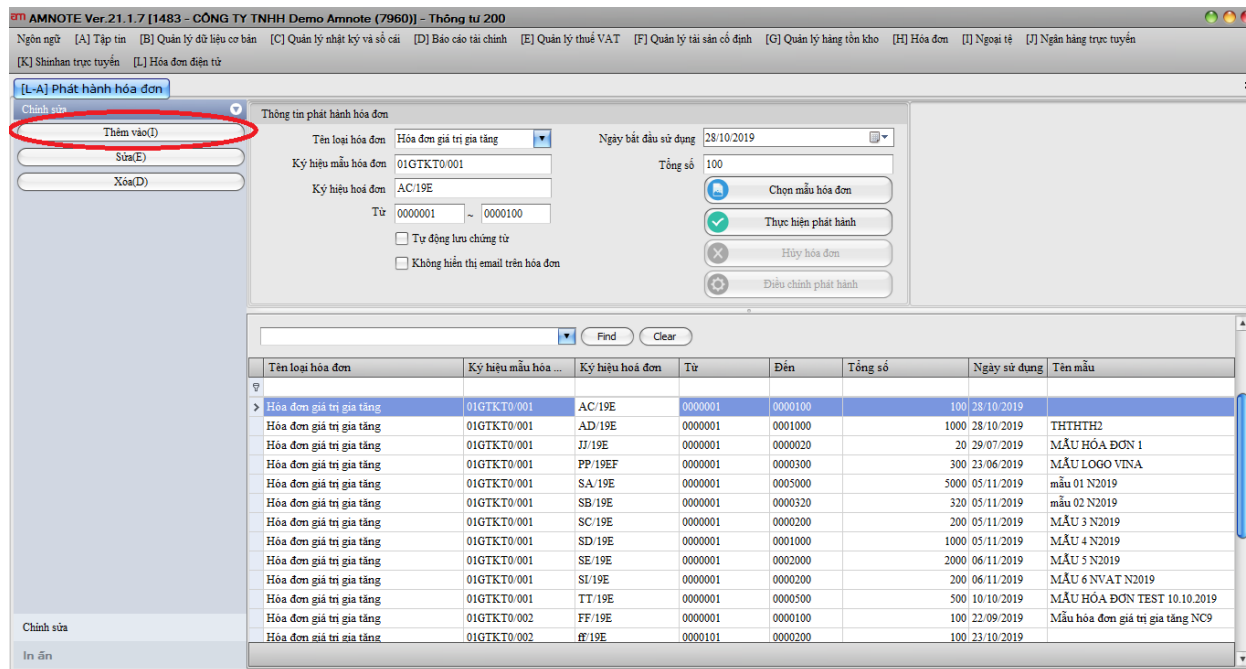 am AMNOTE Ver.21.1.7 [1483 - CÔNG TY TNHH Demo Amnote (7960)] - Thông tư 200
Ngôn ngữ [A] Tập tin [B] Quản lý dữ liệu cơ bản [C] Quản lý nhật ký và sổ cái [D] Báo cáo tài chính [E] Quản lý thuế VAT [F] Quản lý tài sản cố định [G] Quản lý hàng tồn kho [H] Hóa đơn [I] Ngoại tệ [J] Ngân hàng trực tuyến
[K] Shinhan trực tuyến [L] Hóa đơn điện tử
[L-A] Phát hành hóa đơn
Chỉnh sửa
Thêm vào(I)
Sửa(E)
Xóa(D)
Thông tin phát hành hóa đơn
Tên loại hóa đơn Hóa đơn giá trị gia tăng Ngày bắt đầu sử dụng 28/10/2019
Ký hiệu mẫu hóa đơn 01GTKT0/001 Tổng số 100
Ký hiệu hoá đơn AC/19E Chọn mẫu hóa đơn
Từ 0000001 ~ 0000100 Thực hiện phát hành
Tự động lưu chứng từ
Hủy hóa đơn
Không hiển thị email trên hóa đơn
Điều chỉnh phát hành
Find Clear
Tên loại hóa đơn Ký hiệu mẫu hóa ... Ký hiệu hoá đơn Từ Đến Tổng số Ngày sử dụng Tên mẫu
Hóa đơn giá trị gia tăng 01GTKT0/001 AC/19E 0000001 0000100 100 28/10/2019
Hóa đơn giá trị gia tăng 01GTKT0/001 AD/19E 0000001 0001000 1000 28/10/2019 THTHTH2
Hóa đơn giá trị gia tăng 01GTKT0/001 JJ/19E 0000001 0000020 20 29/07/2019 MẪU HÓA ĐƠN 1
Hóa đơn giá trị gia tăng 01GTKT0/001 PP/19EF 0000001 0000300 300 23/06/2019 MẪU LOGO VINA
Hóa đơn giá trị gia tăng 01GTKT0/001 SA/19E 0000001 0005000 5000 05/11/2019 mẫu 01 N2019
Hóa đơn giá trị gia tăng 01GTKT0/001 SB/19E 0000001 0000320 320 05/11/2019 mẫu 02 N2019
Hóa đơn giá trị gia tăng 01GTKT0/001 SC/19E 0000001 0000200 200 05/11/2019 MẪU 3 N2019
Hóa đơn giá trị gia tăng 01GTKT0/001 SD/19E 0000001 0001000 1000 05/11/2019 MẪU 4 N2019
Hóa đơn giá trị gia tăng 01GTKT0/001 SE/19E 0000001 0002000 2000 06/11/2019 MẪU 5 N2019
Hóa đơn giá trị gia tăng 01GTKT0/001 SI/19E 0000001 0000200 200 06/11/2019 MẪU 6 NVAT N2019
Hóa đơn giá trị gia tăng 01GTKT0/001 TT/19E 0000001 0000500 500 10/10/2019 MẪU HÓA ĐƠN TEST 10.10.2019
Hóa đơn giá trị gia tăng 01GTKT0/002 FF/19E 0000001 0000100 100 22/09/2019 Mẫu hóa đơn giá trị gia tăng NC9
Hóa đơn giá trị gia tăng 01GTKT0/002 ff/19E 0000101 0000200 100 23/10/2019
Chỉnh sửa
In ấn